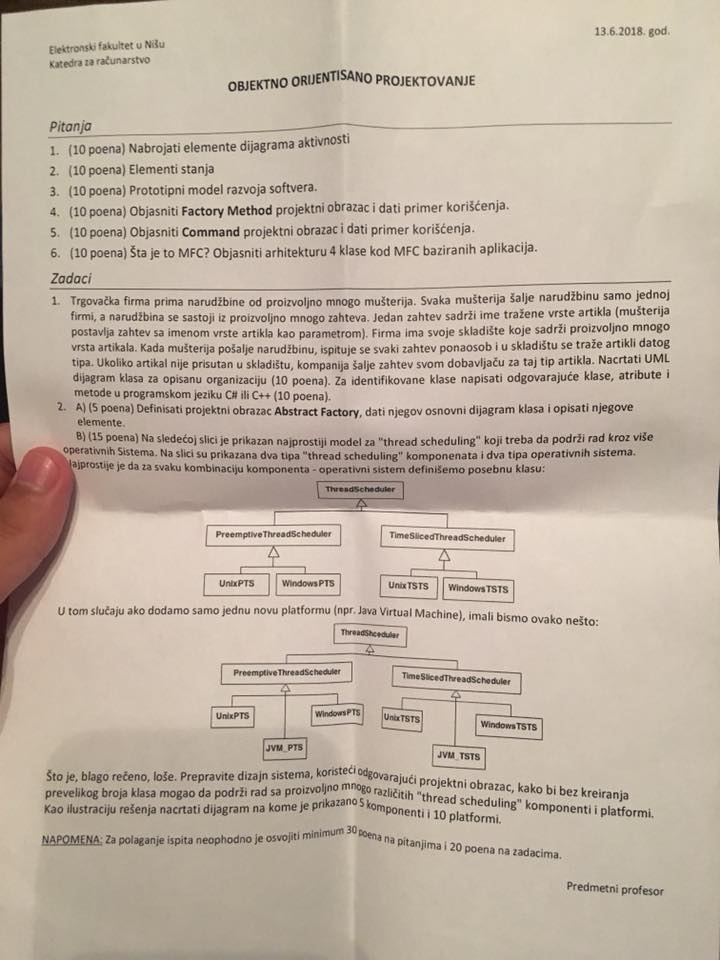 Elektronski fakultet u Nišu
Katedra za računarstvo
13.6.2018. god.
OBJEKTNO ORIJENTISANO PROJEKTOVANJE
Pitanja
1. (10 poena) Nabrojati elemente dijagrama aktivnosti
2. (10 poena) Elementi stanja
3. (10 poena) Prototipni model razvoja softvera.
4. (10 poena) Objasniti Factory Method projektni obrazac i dati primer korišćenja.
5. (10 poena) Objasniti Command projektni obrazac i dati primer korišćenja.
6. (10 poena) Šta je to MFC? Objasniti arhitekturu 4 klase kod MFC baziranih aplikacija.
Zadaci
1. Trgovačka firma prima narudžbine od proizvoljno mnogo mušterija. Svaka mušterija šalje narudžbinu samo jednoj
firmi, a narudžbina se sastoji iz proizvoljno mnogo zahteva. Jedan zahtev sadrži ime tražene vrste artikla (mušterija
postavlja zahtev sa imenom vrste artikla kao parametrom). Firma ima svoje skladište koje sadrži proizvoljno mnogo
vrsta artikala. Kada mušterija pošalje narudžbinu, ispituje se svaki zahtev ponaosob i u skladištu se traže artikli datog
tipa. Ukoliko artikal nije prisutan u skladištu, kompanija šalje zahtev svom dobavljaču za taj tip artikla. Nacrtati UML
dijagram klasa za opisanu organizaciju (10 poena). Za identifikovane klase napisati odgovarajuće klase, atribute i
metode u programskom jeziku C# ili C++ (10 poena).
2. A) (5 poena) Definisati projektni obrazac Abstract Factory, dati njegov osnovni dijagram klasa i opisati njegove
elemente.
B) (15 poena) Na sledećoj slici je prikazan najprostiji model za "thread scheduling" koji treba da podrži rad kroz više
operativnih Sistema. Na slici su prikazana dva tipa "thread scheduling" komponenata i dva tipa operativnih sistema.
ajprostije je da za svaku kombinaciju komponenta - operativni sistem definišemo posebnu klasu:
ThreadScheduler
PreemptiveThreadScheduler TimeSlicedThreadScheduler
UnixPTS WindowsPTS UnixTSTS WindowsTSTS
U tom slučaju ako dodamo samo jednu novu platformu (npr. Java Virtual Machine), imali bismo ovako nešto:
ThreadShceduler
PreemptiveThreadScheduler TimeSlicedThreadScheduler
UnixPTS WindowsPTS UnixTSTS WindowsTSTS
JVM_PTS JVM_TSTS
Što je, blago rečeno, loše. Prepravite dizajn sistema, koristeći odgovarajući projektni obrazac, kako bi bez kreiranja
prevelikog broja klasa mogao da podrži rad sa proizvoljno mnogo različitih "thread scheduling" komponenti i platformi.
Kao ilustraciju rešenja nacrtati dijagram na kome je prikazano 5 komponenti i 10 platformi.
NAPOMENA: Za polaganje ispita neophodno je osvojiti minimum 30 poena na pitanjima i 20 poena na zadacima.
Predmetni profesor